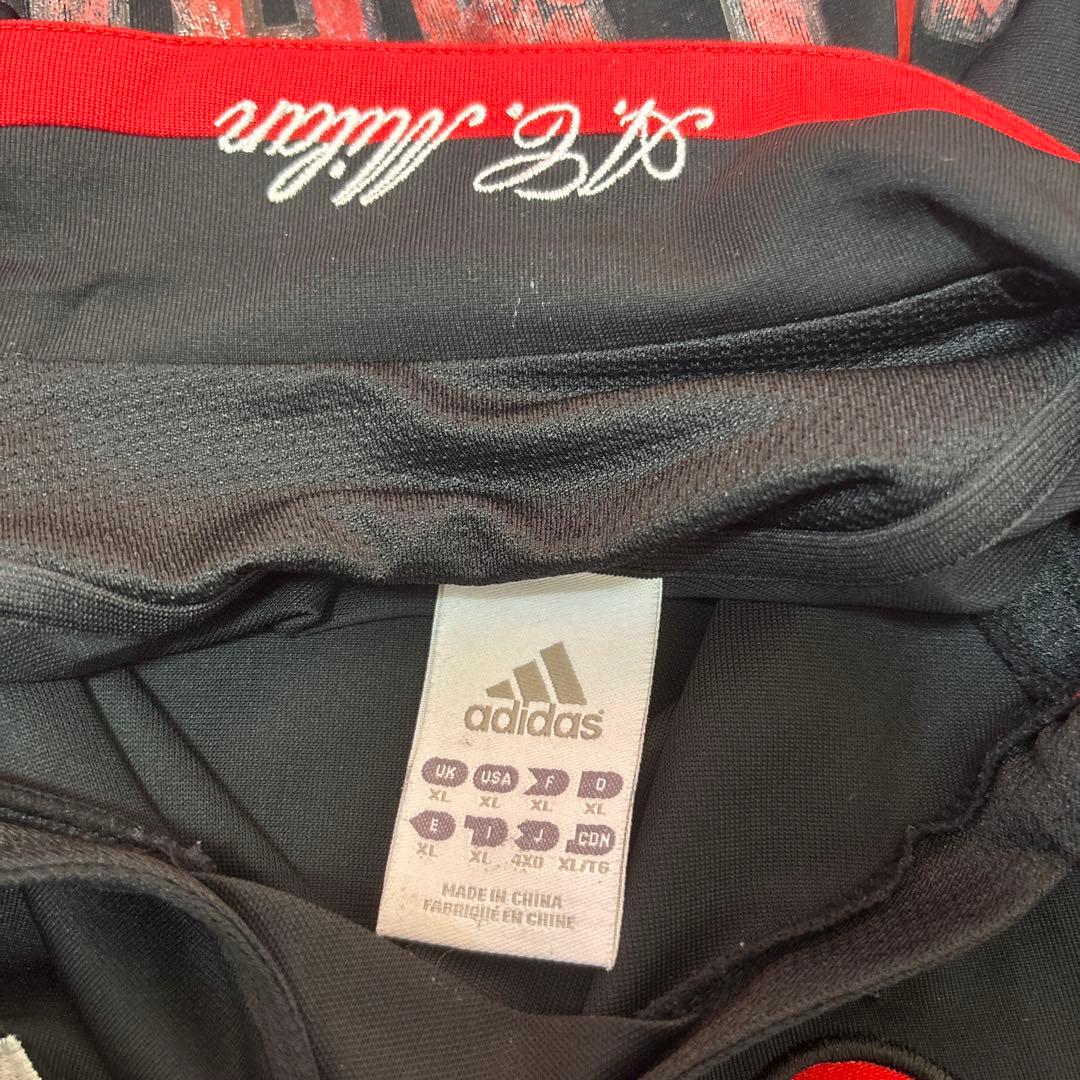 A.C. Milan
adidas
UK USA F D
XL XL XL XL
E I J CDN
XL XL 4XO XL/TG
MADE IN CHINA
FABRIQUÉ EN CHINE